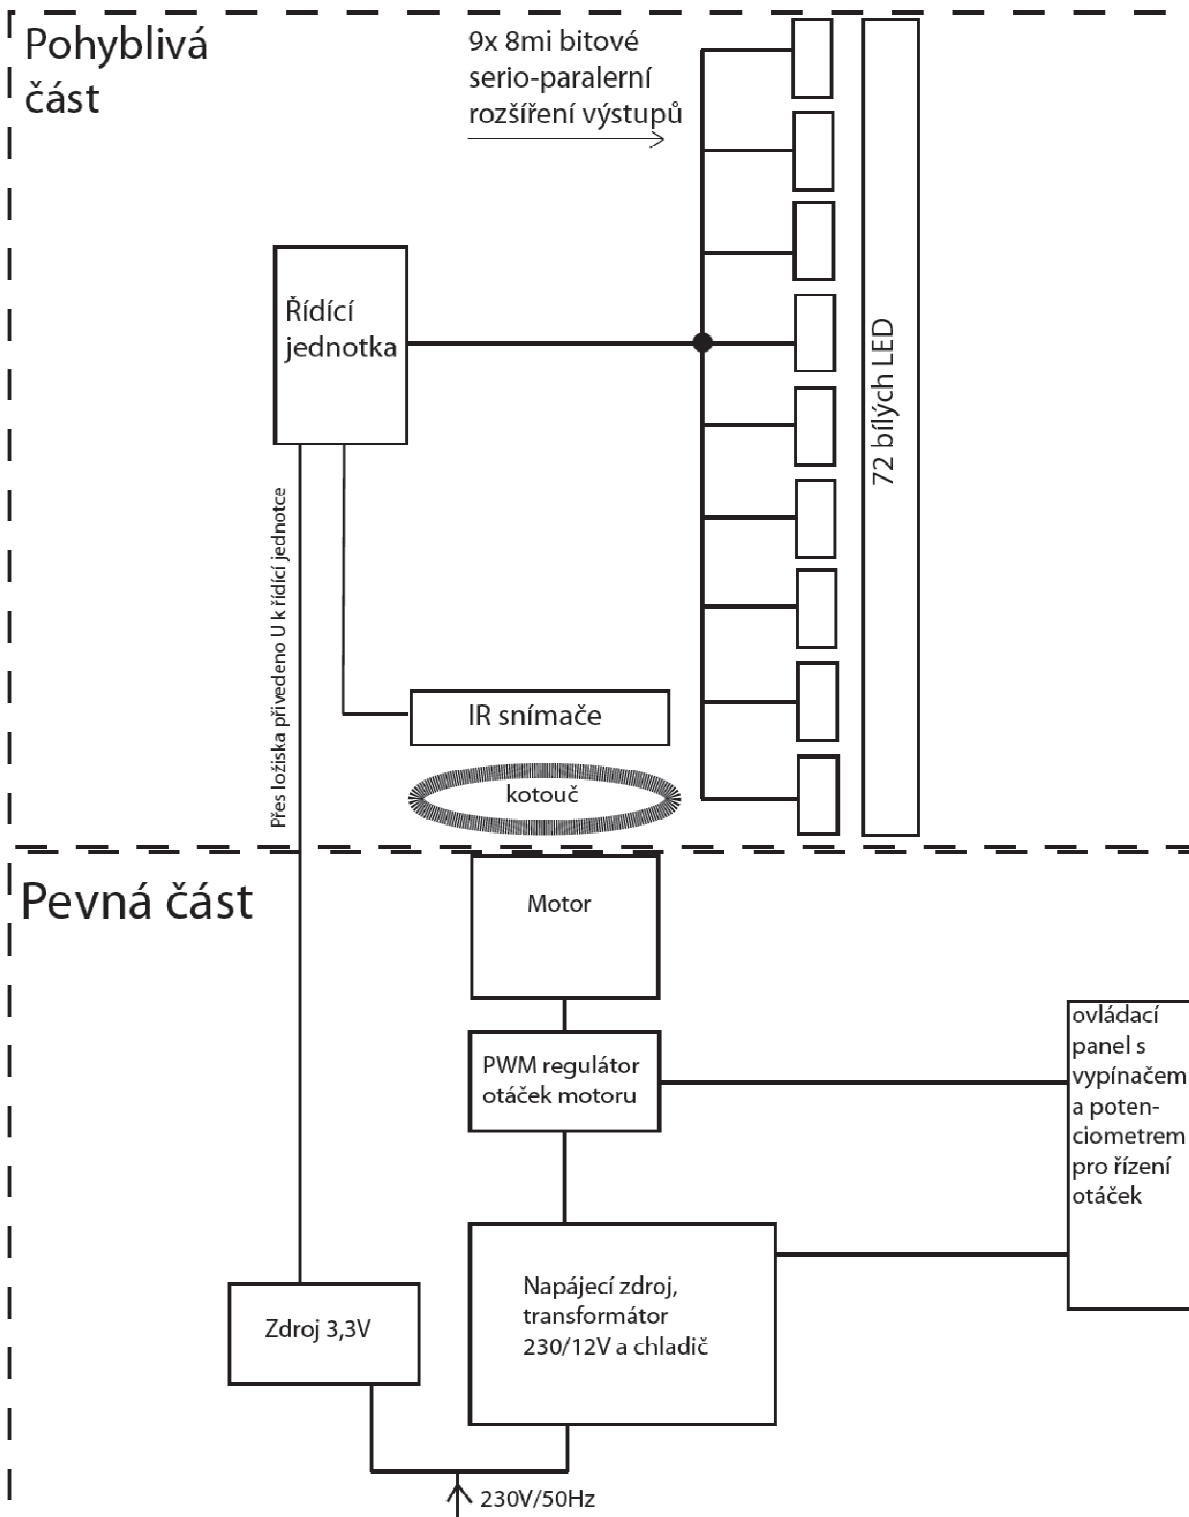 Pohyblivá
část
9x 8mi bitové
serio-paralerní
rozšíření výstupů
Řídící
jednotka
72 bílých LED
Přes ložiska přivedeno U k řídící jednotce
IR snímače
kotouč
Pevná část
Motor
PWM regulátor
otáček motoru
ovládací
panel s
vypínačem
a poten-
ciometrem
pro řízení
otáček
Napájecí zdroj,
transformátor
230/12V a chladič
Zdroj 3,3V
230V/50Hz